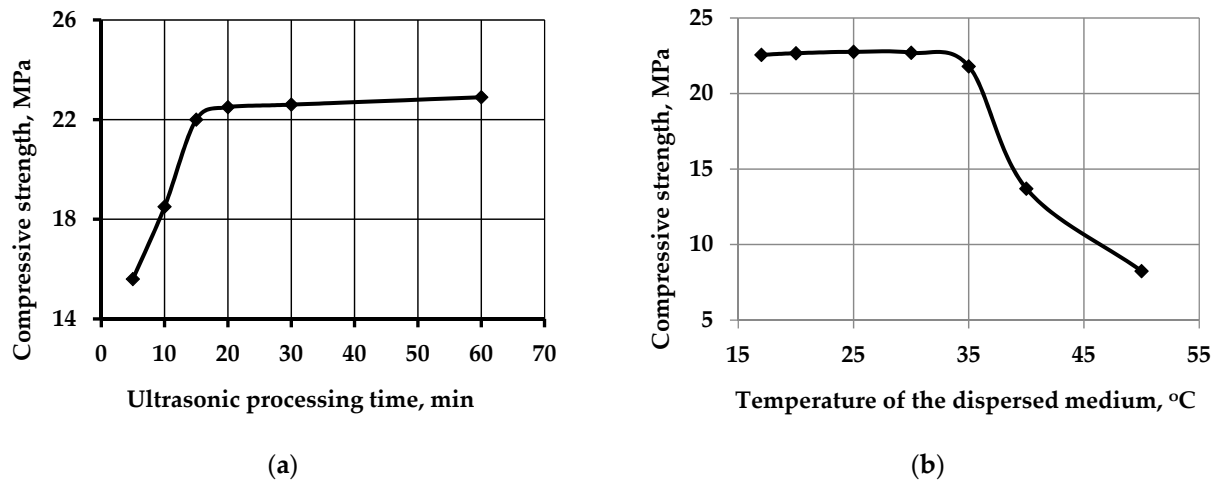 Compressive strength, MPa
26
22
18
14
0 10 20 30 40 50 60 70
Ultrasonic processing time, min
(a)
Compressive strength, MPa
25
20
15
10
5
15 25 35 45 55
Temperature of the dispersed medium, °C
(b)